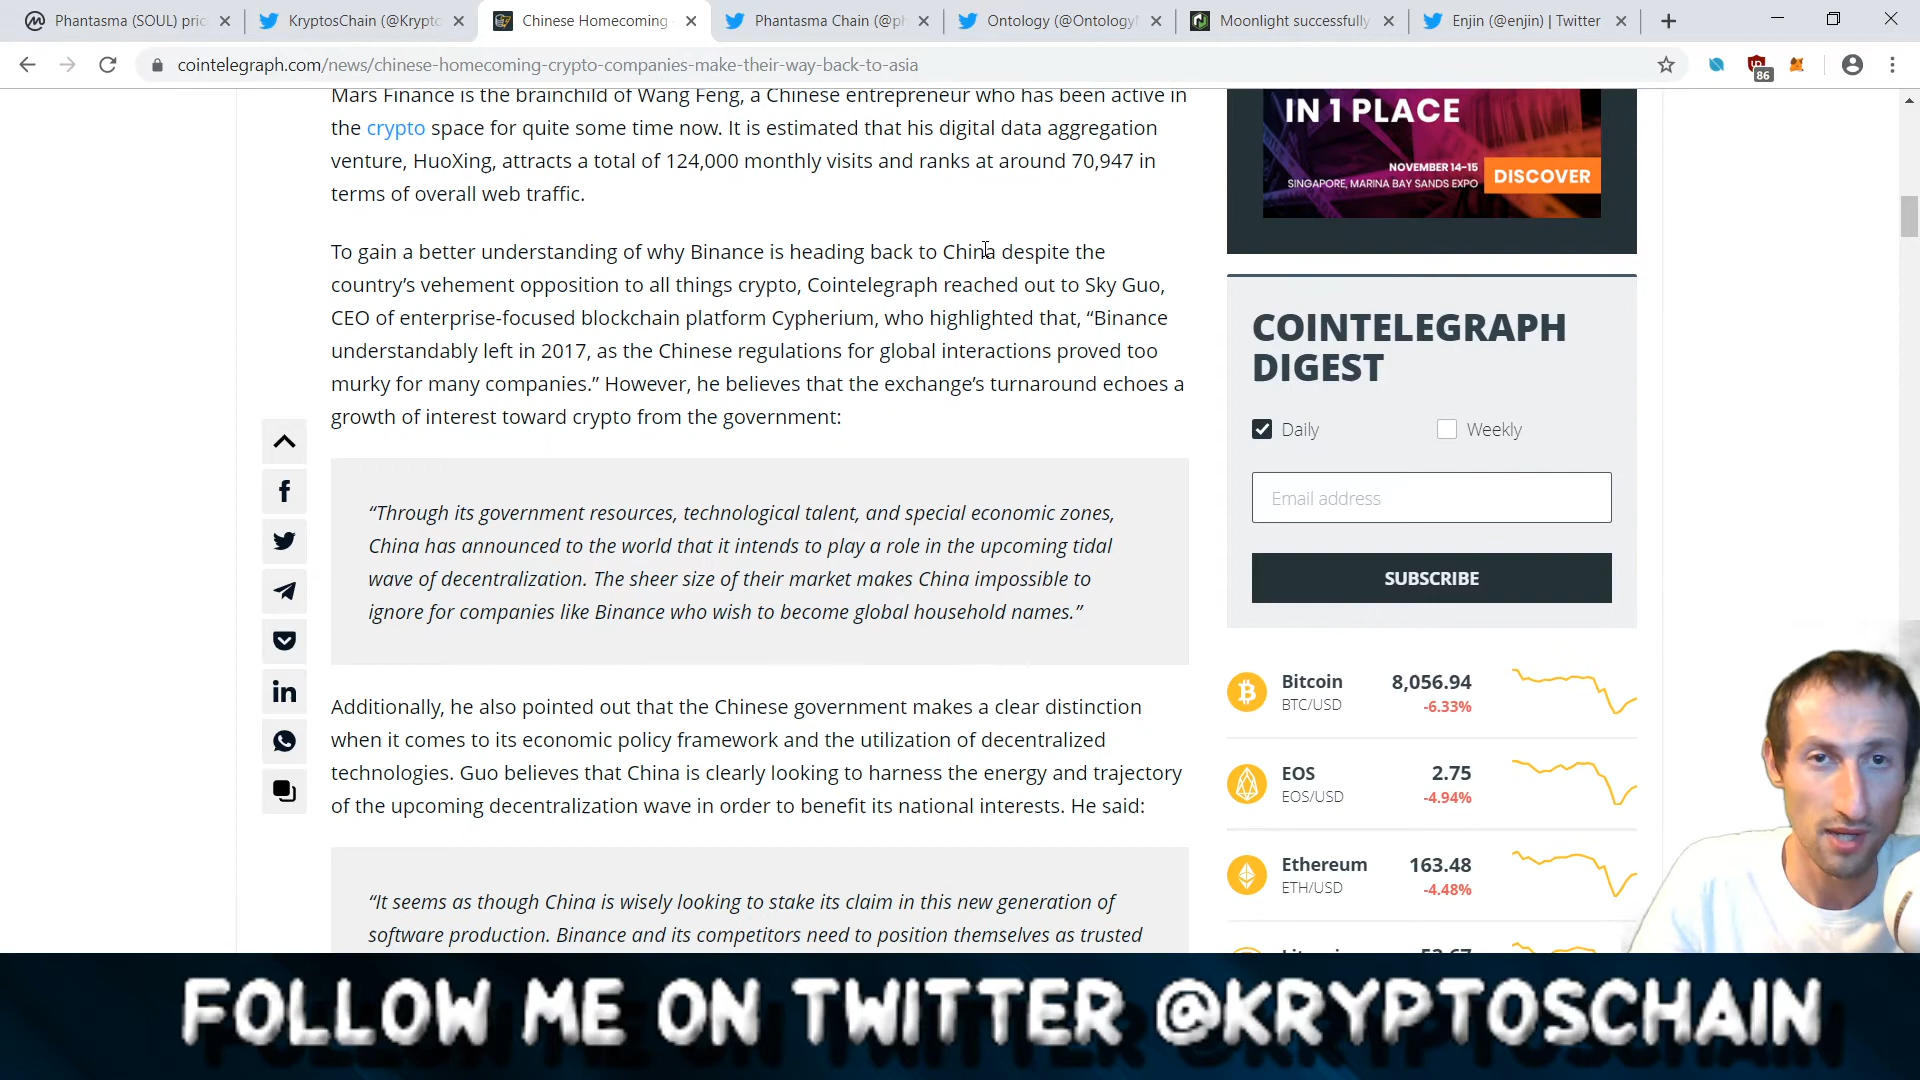 Phantasma (SOUL) pric
KryptosChain (@Krypto
Chinese Homecoming
Phantasma Chain (@ph
Ontology (@Ontology
Moonlight successfully
Enjin (@enjin) | Twitter
cointelegraph.com/news/chinese-homecoming-crypto-companies-make-their-way-back-to-asia
86
Mars Finance is the brainchild of Wang Feng, a Chinese entrepreneur who has been active in
the crypto space for quite some time now. It is estimated that his digital data aggregation
venture, HuoXing, attracts a total of 124,000 monthly visits and ranks at around 70,947 in
terms of overall web traffic.
To gain a better understanding of why Binance is heading back to China despite the
country's vehement opposition to all things crypto, Cointelegraph reached out to Sky Guo,
CEO of enterprise-focused blockchain platform Cypherium, who highlighted that, “Binance
understandably left in 2017, as the Chinese regulations for global interactions proved too
murky for many companies.” However, he believes that the exchange's turnaround echoes a
growth of interest toward crypto from the government:
“Through its government resources, technological talent, and special economic zones,
China has announced to the world that it intends to play a role in the upcoming tidal
wave of decentralization. The sheer size of their market makes China impossible to
ignore for companies like Binance who wish to become global household names.”
Additionally, he also pointed out that the Chinese government makes a clear distinction
when it comes to its economic policy framework and the utilization of decentralized
technologies. Guo believes that China is clearly looking to harness the energy and trajectory
of the upcoming decentralization wave in order to benefit its national interests. He said:
“It seems as though China is wisely looking to stake its claim in this new generation of
software production. Binance and its competitors need to position themselves as trusted
IN 1 PLACE
NOVEMBER 14-15
SINGAPORE, MARINA BAY SANDS EXPO
DISCOVER
COINTELEGRAPH
DIGEST
Daily
Weekly
Email address
SUBSCRIBE
Bitcoin 8,056.94
BTC/USD -6.33%
EOS 2.75
EOS/USD -4.94%
Ethereum 163.48
ETH/USD -4.48%
FOLLOW ME ON TWITTER @KRYPTOSCHAIN